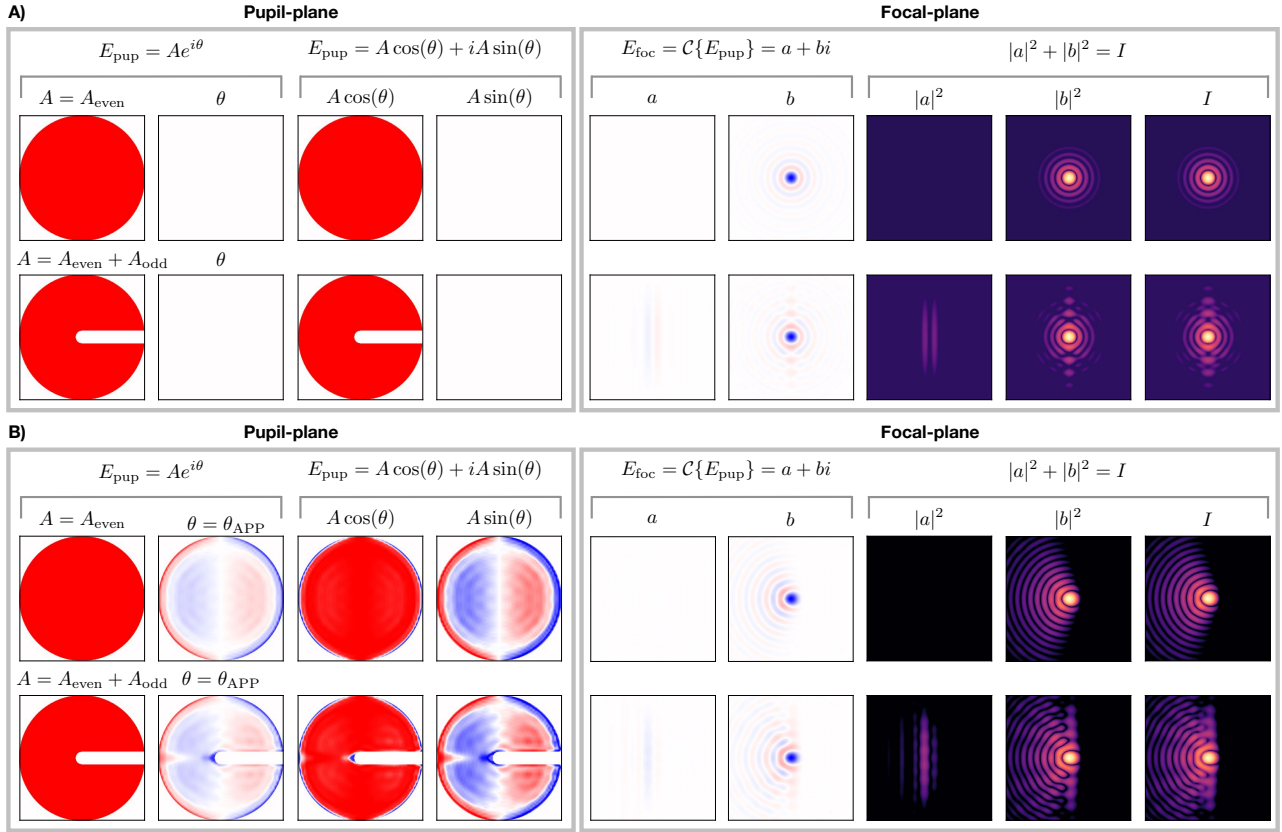 A)
Pupil-plane
Focal-plane
E_pup = Ae^{iθ}
E_pup = A cos(θ) + iA sin(θ)
E_foc = 𝒞{E_pup} = a + bi
|a|² + |b|² = I
A = A_even
θ
A cos(θ)
A sin(θ)
a
b
|a|²
|b|²
I
A = A_even + A_odd
θ
B)
Pupil-plane
Focal-plane
E_pup = Ae^{iθ}
E_pup = A cos(θ) + iA sin(θ)
E_foc = 𝒞{E_pup} = a + bi
|a|² + |b|² = I
A = A_even
θ = θ_APP
A cos(θ)
A sin(θ)
a
b
|a|²
|b|²
I
A = A_even + A_odd
θ = θ_APP